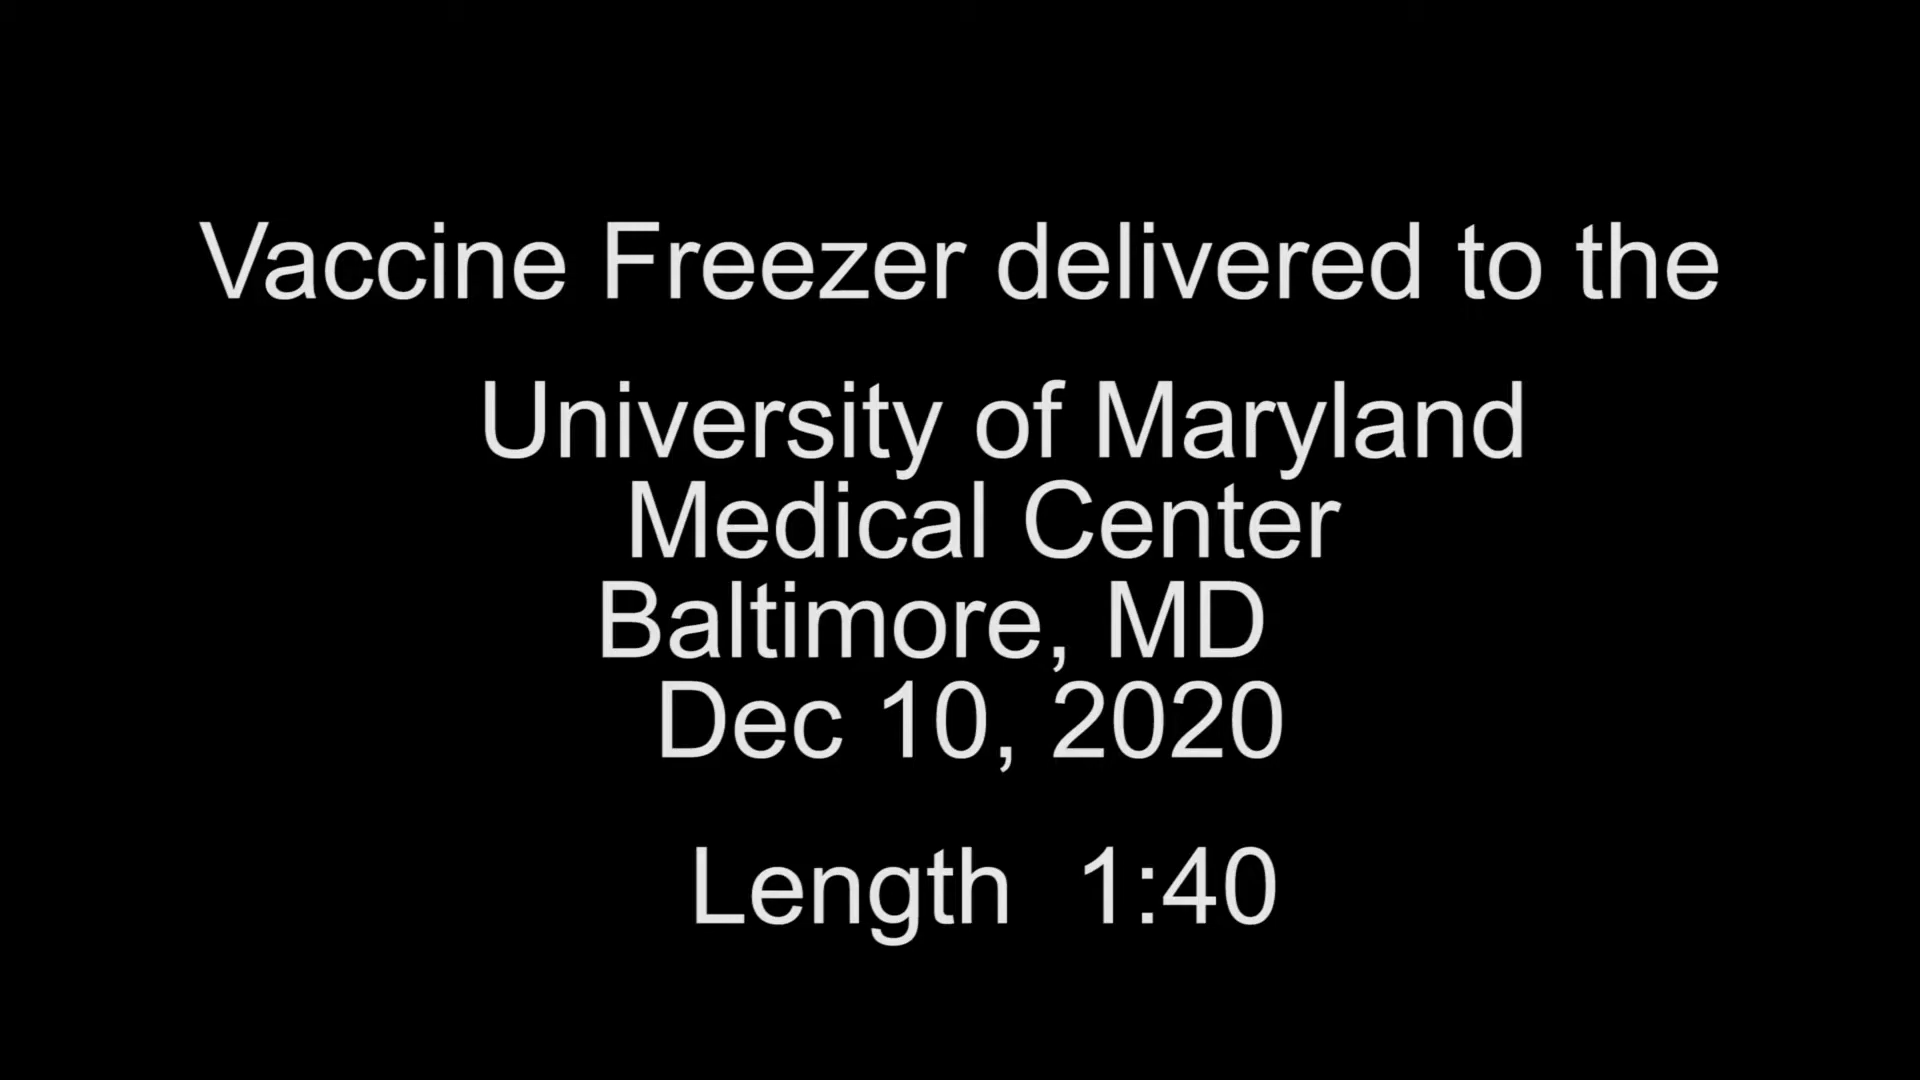 Vaccine Freezer delivered to the
University of Maryland
Medical Center
Baltimore, MD
Dec 10, 2020
Length 1:40